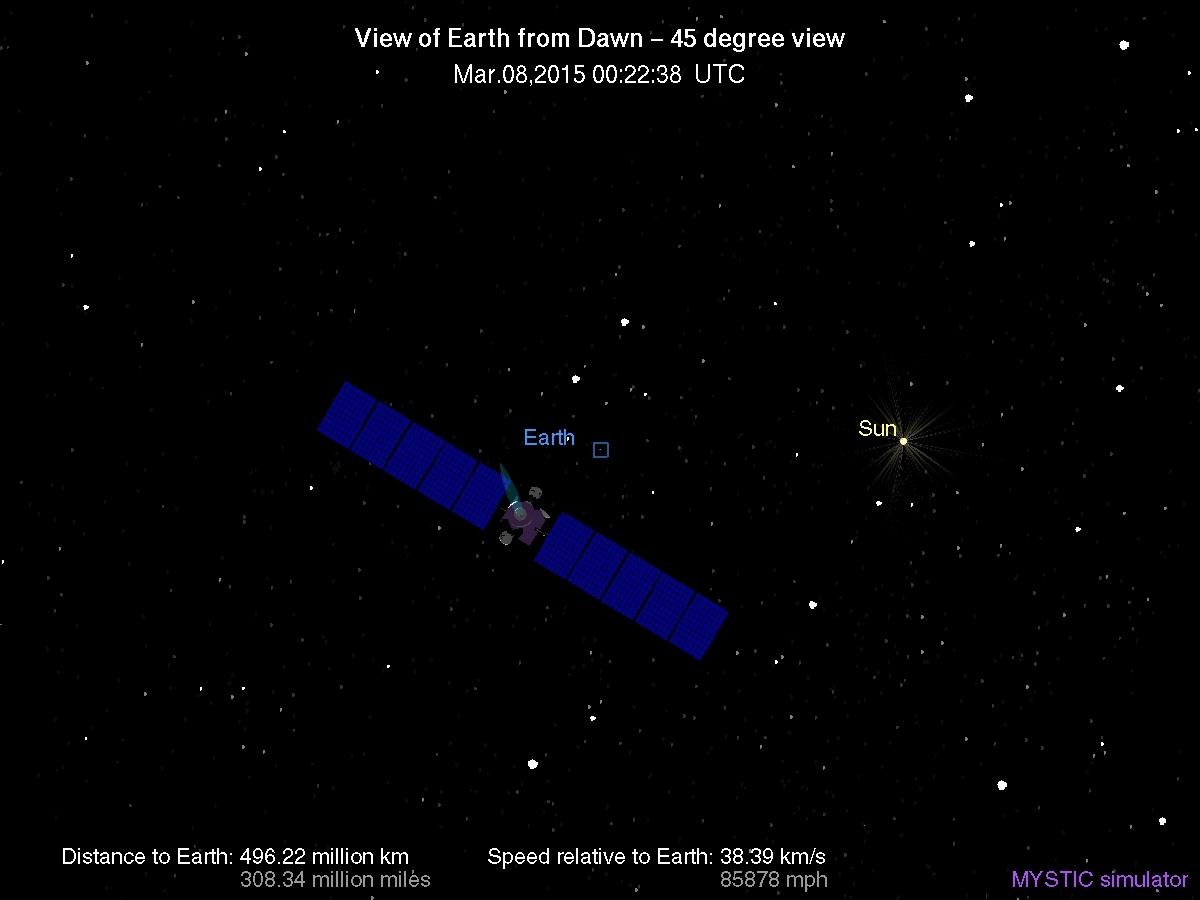 View of Earth from Dawn – 45 degree view
Mar.08,2015 00:22:38 UTC
Sun
Earth
Distance to Earth: 496.22 million km
308.34 million miles
Speed relative to Earth: 38.39 km/s
85878 mph
MYSTIC simulator